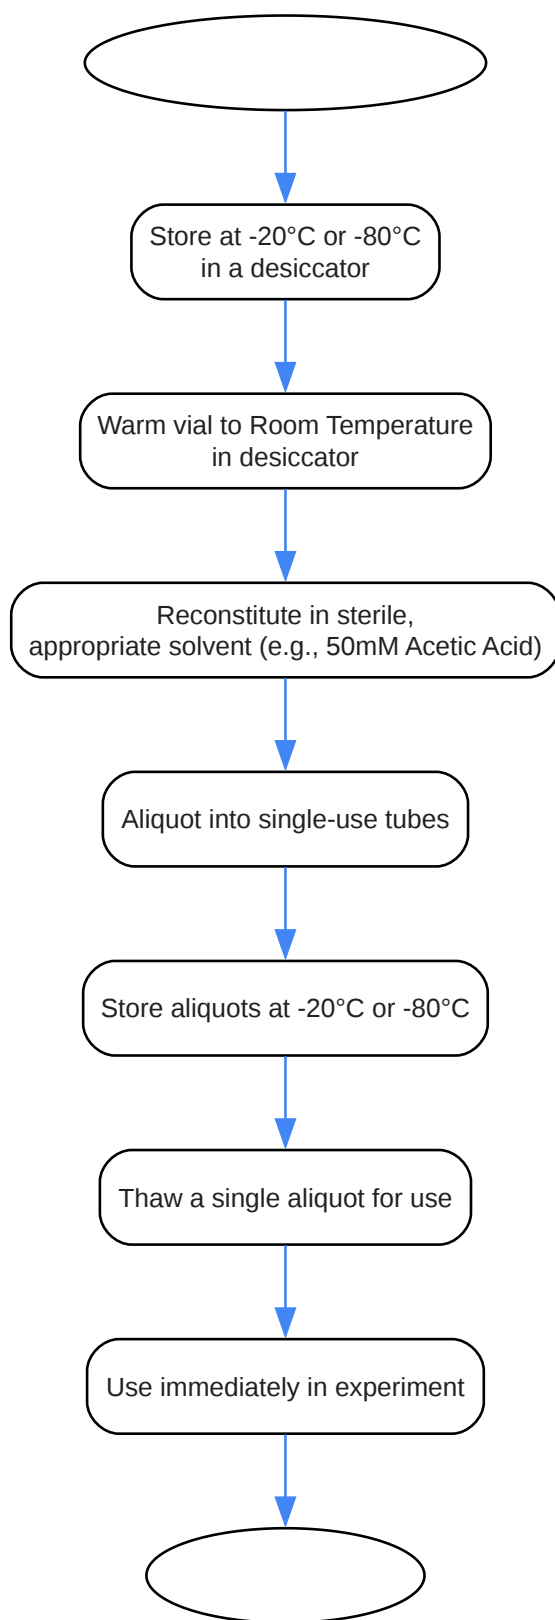 Store at -20°C or -80°C
in a desiccator
Warm vial to Room Temperature
in desiccator
Reconstitute in sterile,
appropriate solvent (e.g., 50mM Acetic Acid)
Aliquot into single-use tubes
Store aliquots at -20°C or -80°C
Thaw a single aliquot for use
Use immediately in experiment